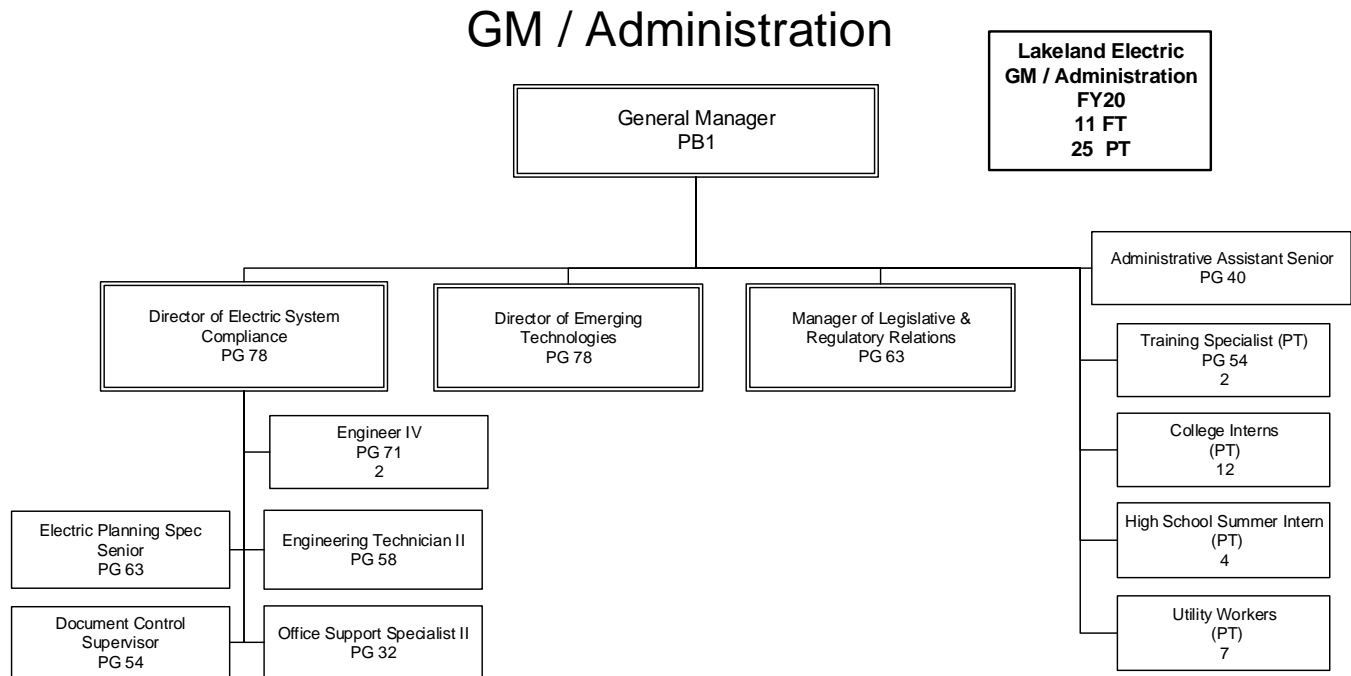 GM / Administration
Lakeland Electric
GM / Administration
FY20
11 FT
25 PT
General Manager
PB1
Administrative Assistant Senior
PG 40
Director of Electric System
Compliance
PG 78
Director of Emerging
Technologies
PG 78
Manager of Legislative &
Regulatory Relations
PG 63
Training Specialist (PT)
PG 54
2
Engineer IV
PG 71
2
College Interns
(PT)
12
Electric Planning Spec
Senior
PG 63
Engineering Technician II
PG 58
High School Summer Intern
(PT)
4
Document Control
Supervisor
PG 54
Office Support Specialist II
PG 32
Utility Workers
(PT)
7